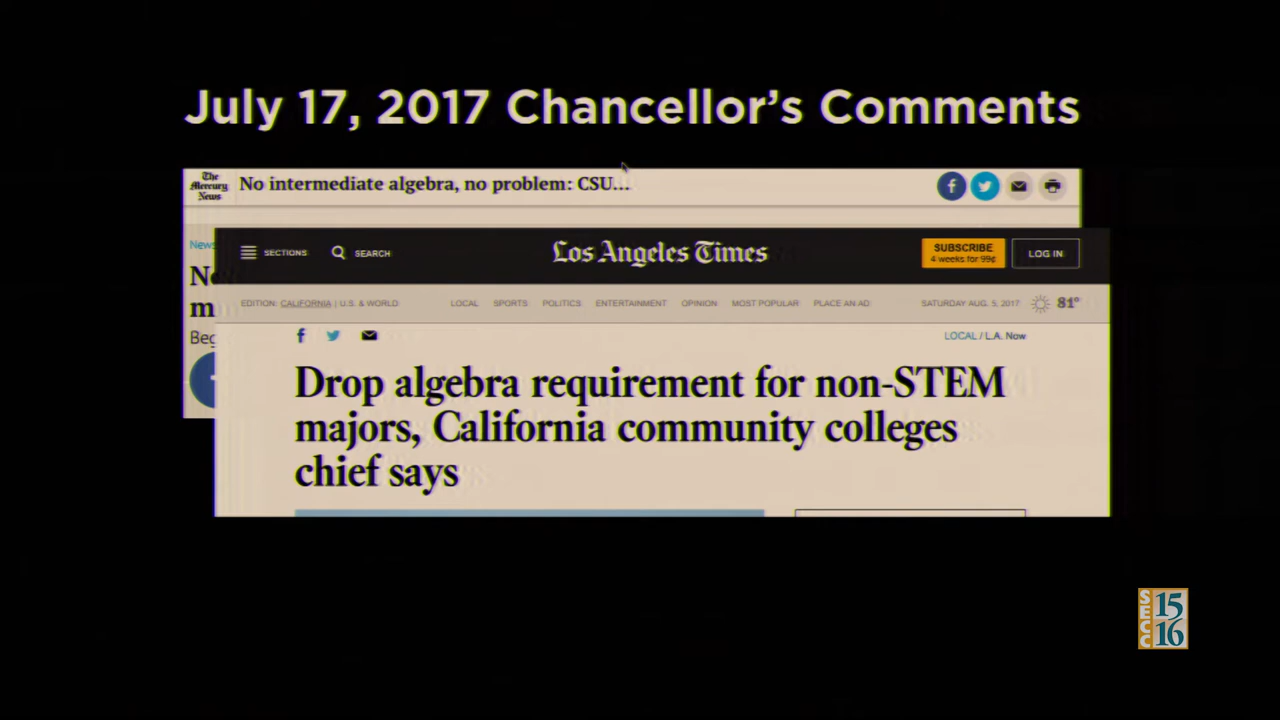 July 17, 2017 Chancellor's Comments
The
Mercury
News
No intermediate algebra, no problem: CSU...
f
News
SECTIONS
SEARCH
Los Angeles Times
SUBSCRIBE
4 weeks for 99¢
LOG IN
EDITION: CALIFORNIA | U.S. & WORLD
LOCAL SPORTS POLITICS ENTERTAINMENT OPINION MOST POPULAR PLACE AN AD
SATURDAY AUG. 5, 2017
81°
f
LOCAL / L.A. Now
Drop algebra requirement for non-STEM
majors, California community colleges
chief says
SECC
15
16